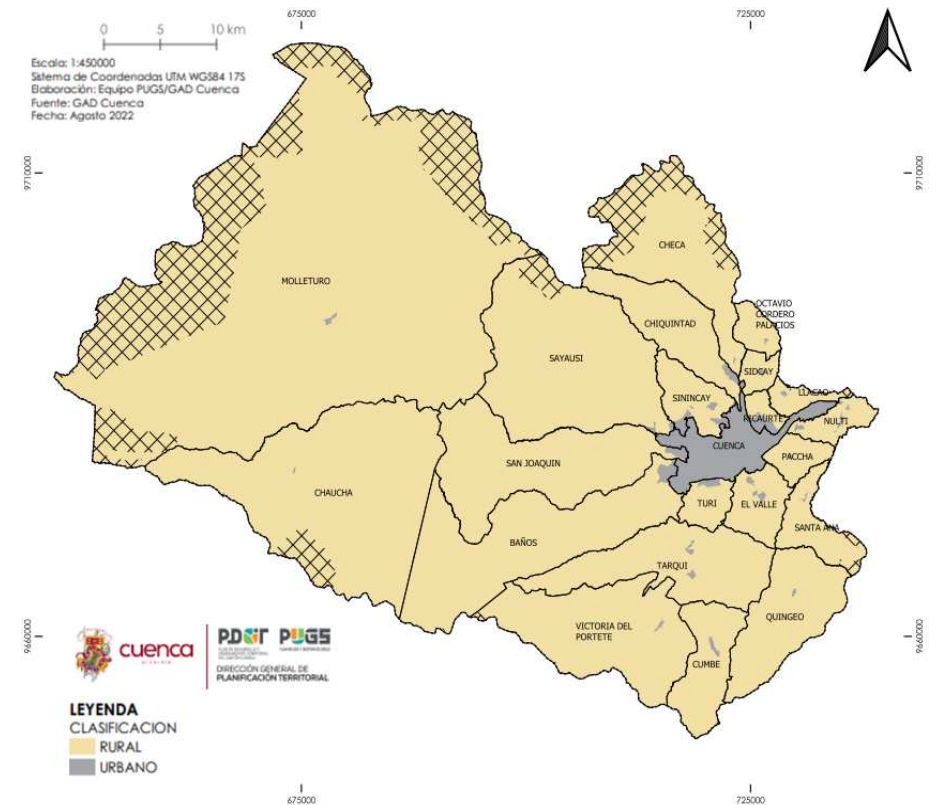 675000
725000
0 5 10 km
Escala: 1:450000
Sistema de Coordenadas UTM WGS84 17S
Elaboración: Equipo PUGS/GAD Cuenca
Fuente: GAD Cuenca
Fecha: Agosto 2022
9710000
9710000
CHECA
MOLLETURO
OCTAVIO
CORDERO
PALACIOS
CHIQUINTAD
SAYAUSI
SIDCAY
SININCAY
LLACAO
RICAURTE
NULTI
CUENCA
PACCHA
SAN JOAQUIN
CHAUCHA
TURI
EL VALLE
SANTA ANA
BAÑOS
TARQUI
QUINGEO
VICTORIA DEL
PORTETE
CUMBE
9660000
9660000
cuenca
ALCALDÍA
PDOT PUGS
DIRECCIÓN GENERAL DE
PLANIFICACIÓN TERRITORIAL
LEYENDA
CLASIFICACION
RURAL
URBANO
675000
725000